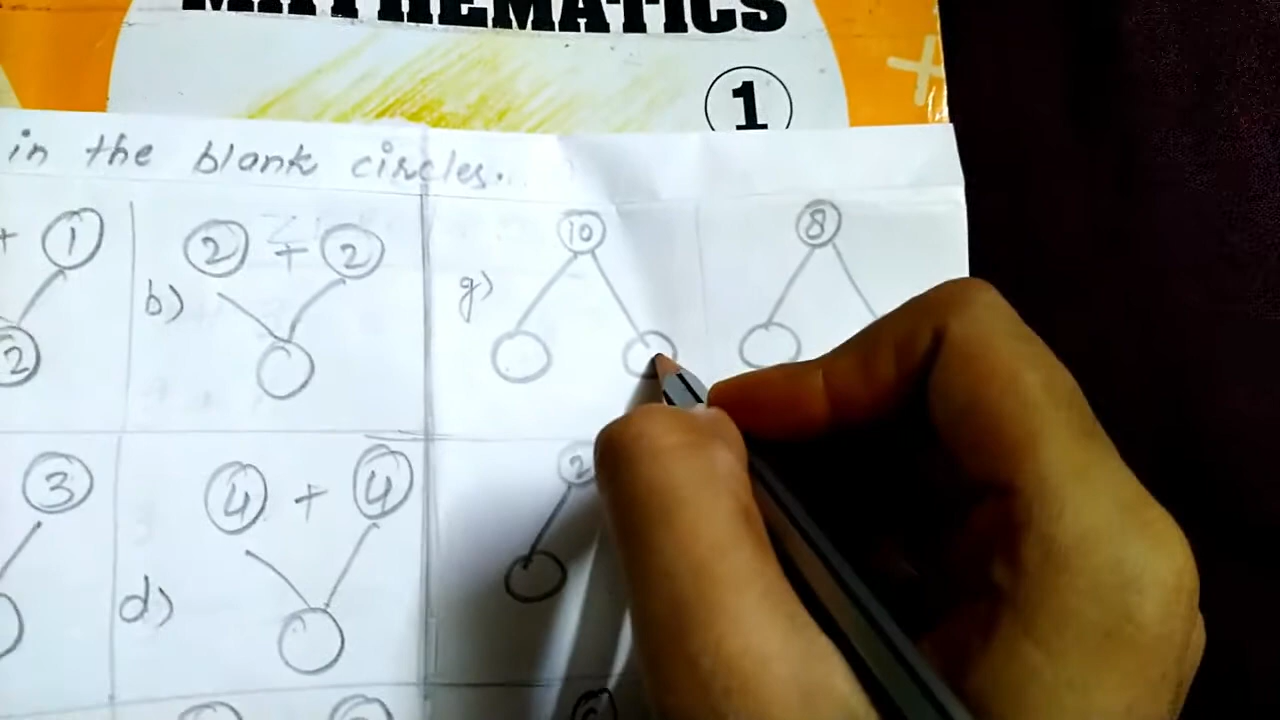 MATHEMATICS
1
in the blank circles.
+ 1
2 + 2
10
8
b)
g)
2
3
4 + 4
2
d)